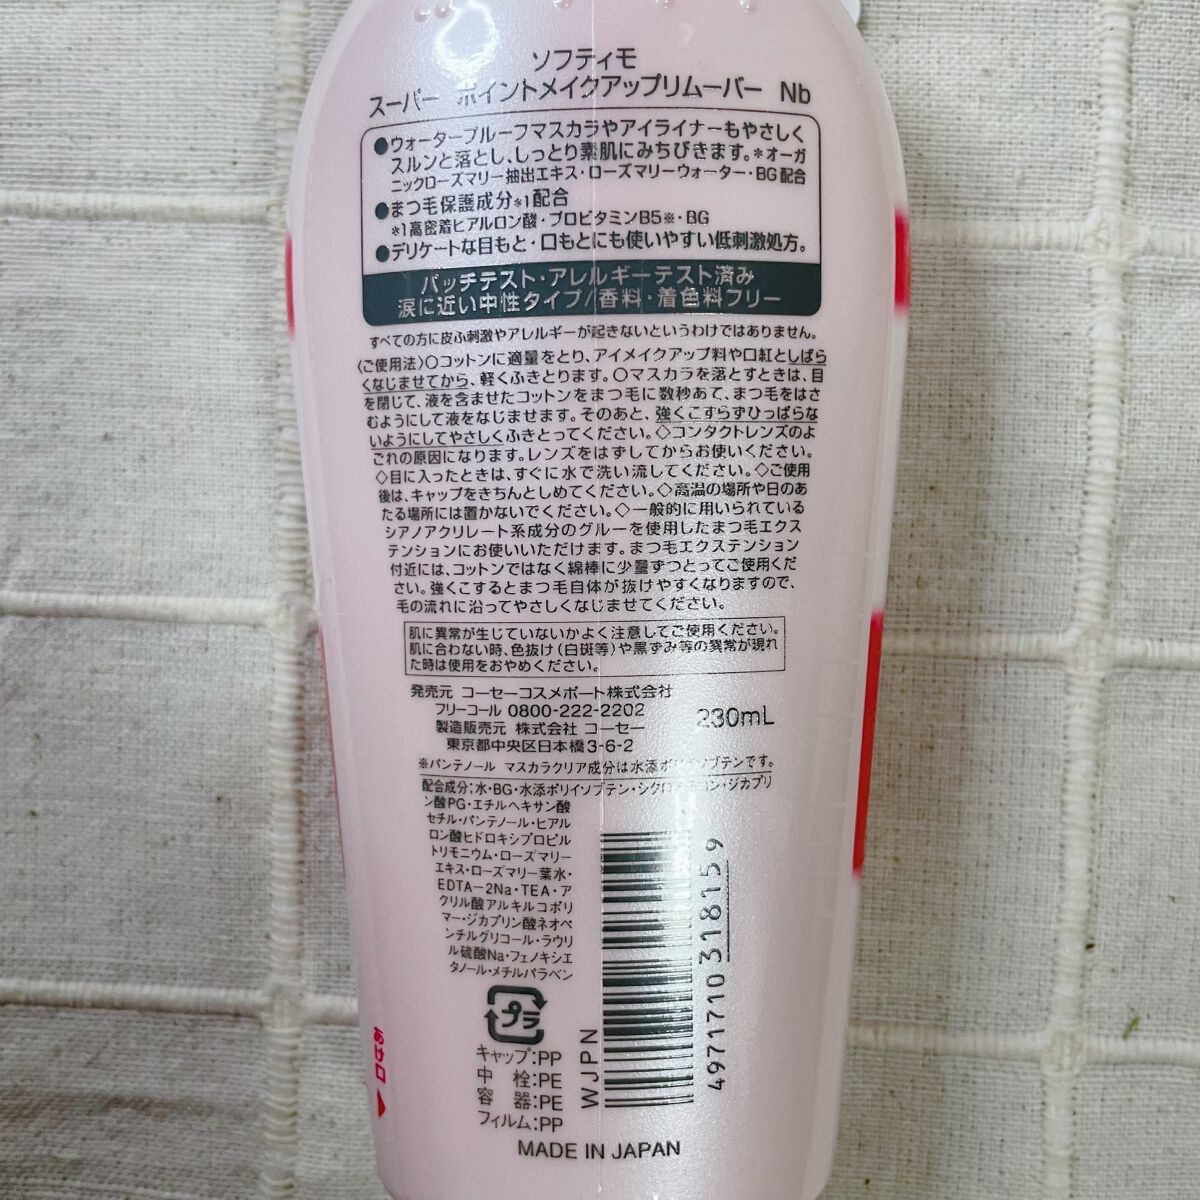 ソフティモ
スーパー ポイントメイクアップリムーバー Nb
●ウォータープルーフマスカラやアイライナーもやさしく
スルンと落とし、しっとり素肌にみちびきます。*オーガ
ニックローズマリー抽出エキス・ローズマリーウォーター・BG配合
●まつ毛保護成分*1配合
*1高密着ヒアルロン酸・プロビタミンB5※・BG
●デリケートな目もと・口もとにも使いやすい低刺激処方。
パッチテスト・アレルギーテスト済み
涙に近い中性タイプ/香料・着色料フリー
すべての方に皮ふ刺激やアレルギーが起きないというわけではありません。
〈ご使用法〉○コットンに適量をとり、アイメイクアップ料や口紅としばら
くなじませてから、軽くふきとります。○マスカラを落とすときは、目
を閉じて、液を含ませたコットンをまつ毛に数秒あて、まつ毛をはさ
むようにして液をなじませます。そのあと、強くこすらずひっぱらな
いようにしてやさしくふきとってください。◇コンタクトレンズのよ
ごれの原因になります。レンズをはずしてからお使いください。
◇目に入ったときは、すぐに水で洗い流してください。◇ご使用
後は、キャップをきちんとしめてください。◇高温の場所や日のあ
たる場所には置かないでください。◇一般的に用いられている
シアノアクリレート系成分のグルーを使用したまつ毛エクス
テンションにお使いいただけます。まつ毛エクステンション
付近には、コットンではなく綿棒に少量ずつとってご使用くだ
さい。強くこするとまつ毛自体が抜けやすくなりますので、
毛の流れに沿ってやさしくなじませてください。
肌に異常が生じていないかよく注意してご使用ください。
肌に合わない時、色抜け(白斑等)や黒ずみ等の異常が現れ
た時は使用をおやめください。
発売元 コーセーコスメポート株式会社
フリーコール 0800-222-2202
製造販売元 株式会社 コーセー
東京都中央区日本橋3-6-2
230mL
※パンテノール マスカラクリア成分は水添ポリイソブテンです。
配合成分:水・BG・水添ポリイソブテン・シクロ・ジカプリ
ン酸PG・エチルヘキサン酸
セチル・パンテノール・ヒアル
ロン酸ヒドロキシプロピル
トリモニウム・ローズマリー
エキス・ローズマリー葉水・
EDTA-2Na・TEA・ア
クリル酸アルキルコポリ
マー・ジカプリン酸ネオペ
ンチルグリコール・ラウリ
ル硫酸Na・フェノキシエ
タノール・メチルパラベン
プラ
キャップ:PP
中 栓:PE
容 器:PE
フィルム:PP
WJPN
4971710318159
あけ口
MADE IN JAPAN